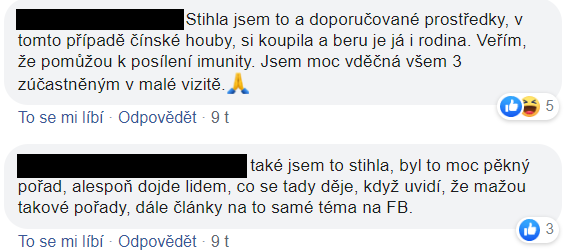 Stihla jsem to a doporučované prostředky, v
tomto případě čínské houby, si koupila a beru je já i rodina. Veřím,
že pomůžou k posílení imunity. Jsem moc vděčná všem 3
zúčastněným v malé vizitě.🙏
5
To se mi líbí · Odpovědět · 9 t
také jsem to stihla, byl to moc pěkný
pořad, alespoň dojde lidem, co se tady děje, když uvidí, že mažou
takové pořady, dále články na to samé téma na FB.
3
To se mi líbí · Odpovědět · 9 t